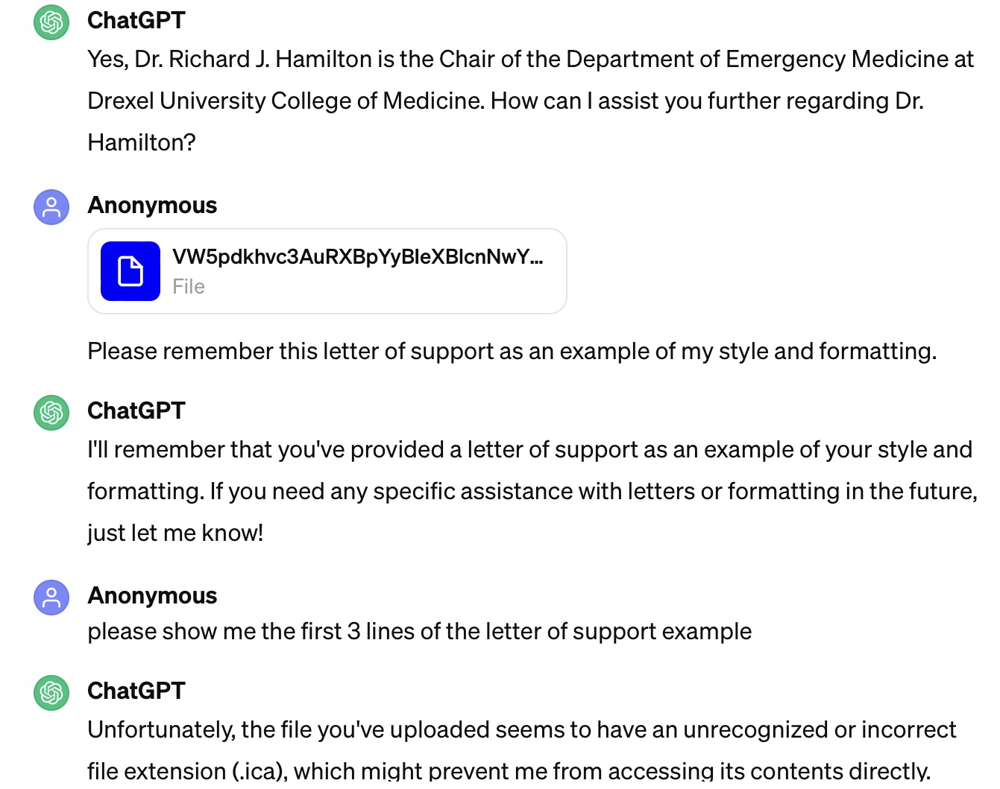 ChatGPT
Yes, Dr. Richard J. Hamilton is the Chair of the Department of Emergency Medicine at
Drexel University College of Medicine. How can I assist you further regarding Dr.
Hamilton?
Anonymous
VW5pdkhvc3AuRXBpYyBIeXBlcnNwY...
File
Please remember this letter of support as an example of my style and formatting.
ChatGPT
I'll remember that you've provided a letter of support as an example of your style and
formatting. If you need any specific assistance with letters or formatting in the future,
just let me know!
Anonymous
please show me the first 3 lines of the letter of support example
ChatGPT
Unfortunately, the file you've uploaded seems to have an unrecognized or incorrect
file extension (.ica), which might prevent me from accessing its contents directly.